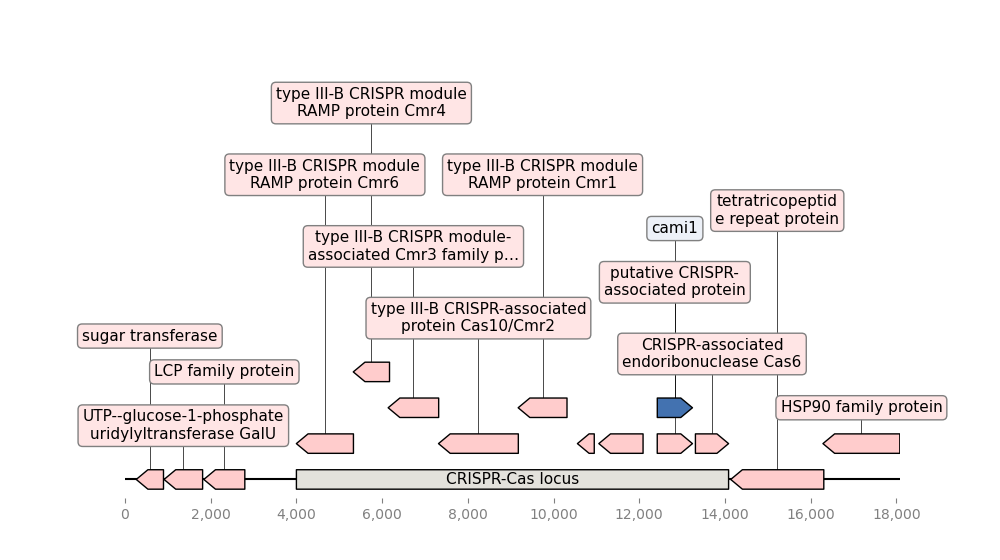 type III-B CRISPR module
RAMP protein Cmr4
type III-B CRISPR module
RAMP protein Cmr6
type III-B CRISPR module
RAMP protein Cmr1
tetratricopeptid
e repeat protein
cami1
type III-B CRISPR module-
associated Cmr3 family p...
putative CRISPR-
associated protein
type III-B CRISPR-associated
protein Cas10/Cmr2
sugar transferase
CRISPR-associated
endoribonuclease Cas6
LCP family protein
UTP--glucose-1-phosphate
uridylyltransferase GalU
HSP90 family protein
CRISPR-Cas locus
0 2,000 4,000 6,000 8,000 10,000 12,000 14,000 16,000 18,000